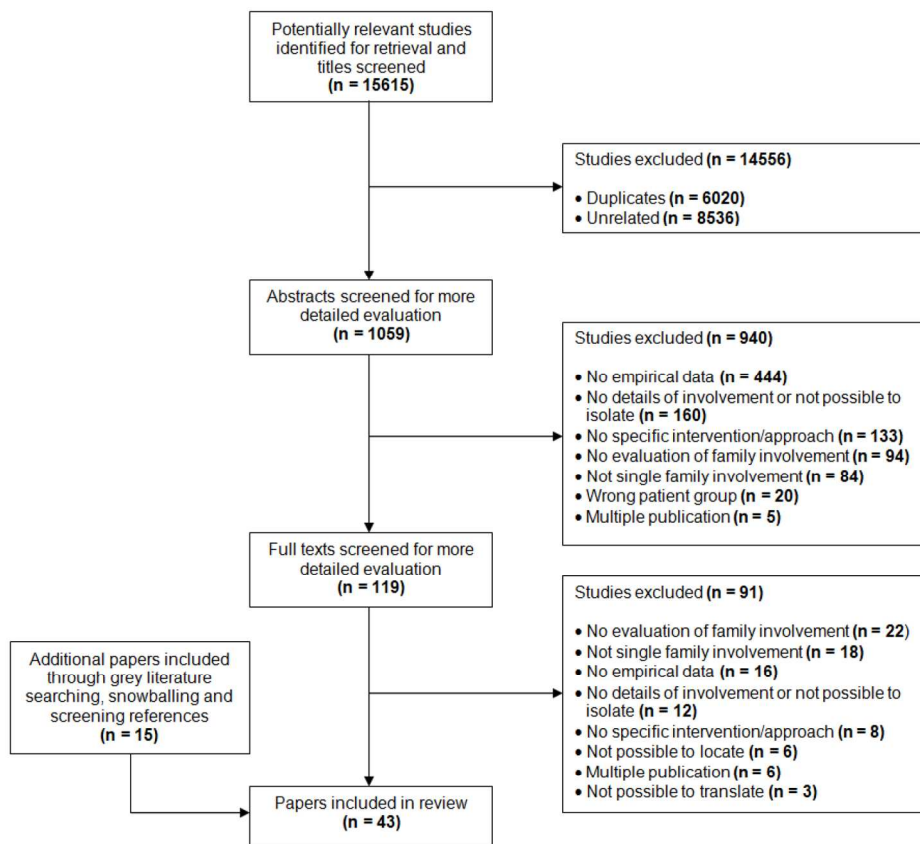 Potentially relevant studies
identified for retrieval and
titles screened
(n = 15615)
Studies excluded (n = 14556)
• Duplicates (n = 6020)
• Unrelated (n = 8536)
Abstracts screened for more
detailed evaluation
(n = 1059)
Studies excluded (n = 940)
• No empirical data (n = 444)
• No details of involvement or not possible to
isolate (n = 160)
• No specific intervention/approach (n = 133)
• No evaluation of family involvement (n = 94)
• Not single family involvement (n = 84)
• Wrong patient group (n = 20)
• Multiple publication (n = 5)
Full texts screened for more
detailed evaluation
(n = 119)
Studies excluded (n = 91)
• No evaluation of family involvement (n = 22)
• Not single family involvement (n = 18)
• No empirical data (n = 16)
• No details of involvement or not possible to
isolate (n = 12)
• No specific intervention/approach (n = 8)
• Not possible to locate (n = 6)
• Multiple publication (n = 6)
• Not possible to translate (n = 3)
Additional papers included
through grey literature
searching, snowballing and
screening references
(n = 15)
Papers included in review
(n = 43)